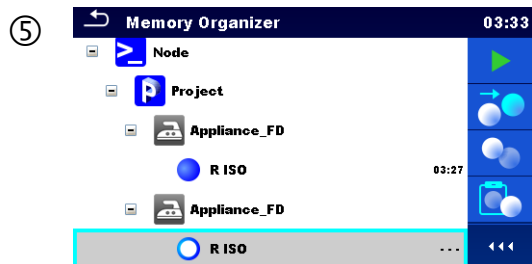 ⑤
Memory Organizer 03:33
Node
Project
Appliance_FD
R ISO 03:27
Appliance_FD
R ISO ---